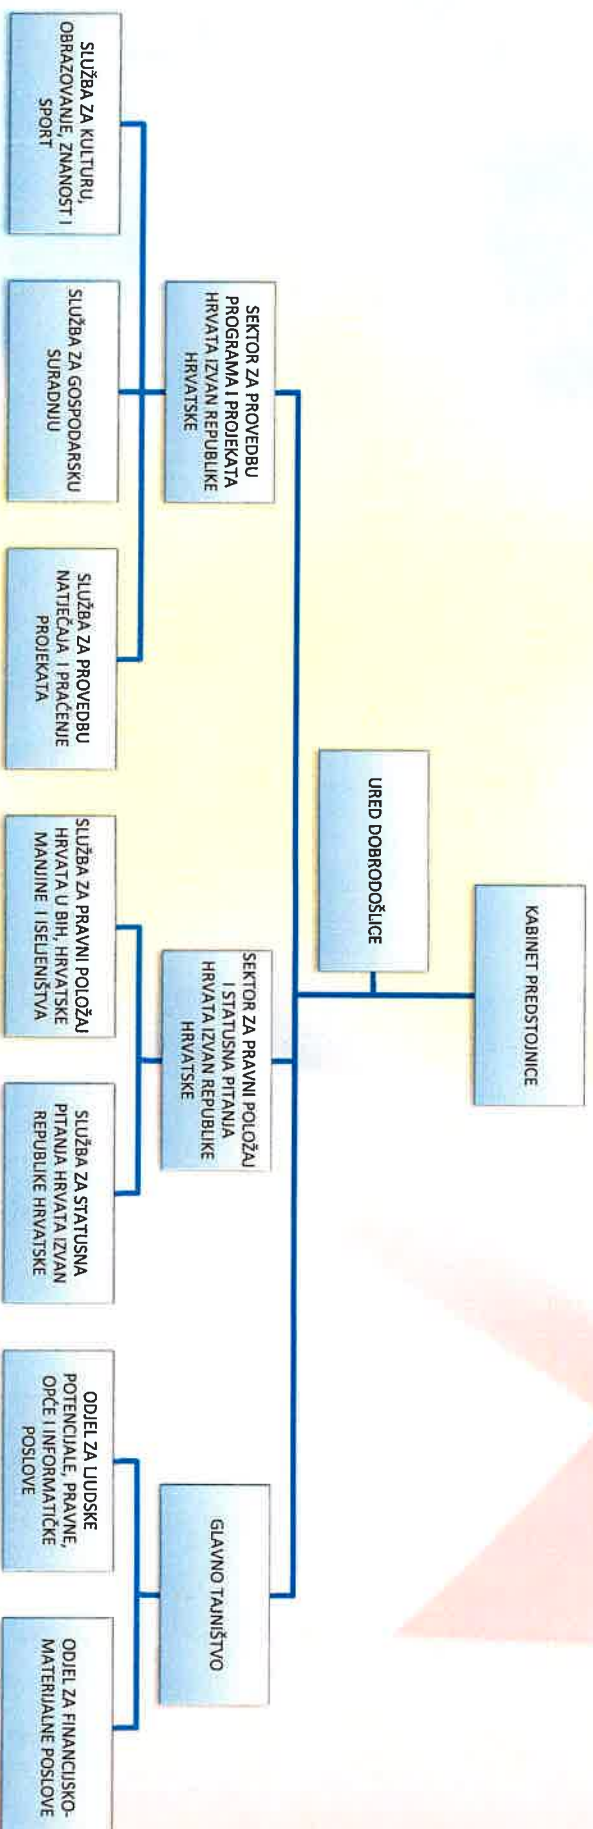 KABINET PREDSTOJNICE
URED DOBRODOŠLICE
SEKTOR ZA PROVEDBU
PROGRAMA I PROJEKATA
HRVATA IZVAN REPUBLIKE
HRVATSKE
SEKTOR ZA PRAVNI POLOŽAJ
I STATUSNA PITANJA
HRVATA IZVAN REPUBLIKE
HRVATSKE
GLAVNO TAJNIŠTVO
SLUŽBA ZA KULTURU,
OBRAZOVANJE, ZNANOST I
SPORT
SLUŽBA ZA GOSPODARSKU
SURADNJU
SLUŽBA ZA PROVEDBU
NATJEČAJA I PRAĆENJE
PROJEKATA
SLUŽBA ZA PRAVNI POLOŽAJ
HRVATA U BIH, HRVATSKE
MANJINE I ISELJENIŠTVA
SLUŽBA ZA STATUSNA
PITANJA HRVATA IZVAN
REPUBLIKE HRVATSKE
ODJEL ZA LJUDSKE
POTENCIJALE, PRAVNE,
OPĆE I INFORMATIČKE
POSLOVE
ODJEL ZA FINANCIJSKO-
MATERIJALNE POSLOVE